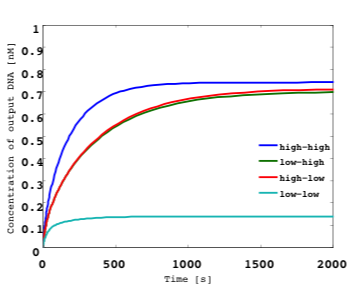 1
0.9
0.8
0.7
0.6
0.5
0.4
0.3
0.2
0.1
0
Concentration of output DNA [nM]
high-high
low-high
high-low
low-low
0 500 1000 1500 2000
Time [s]